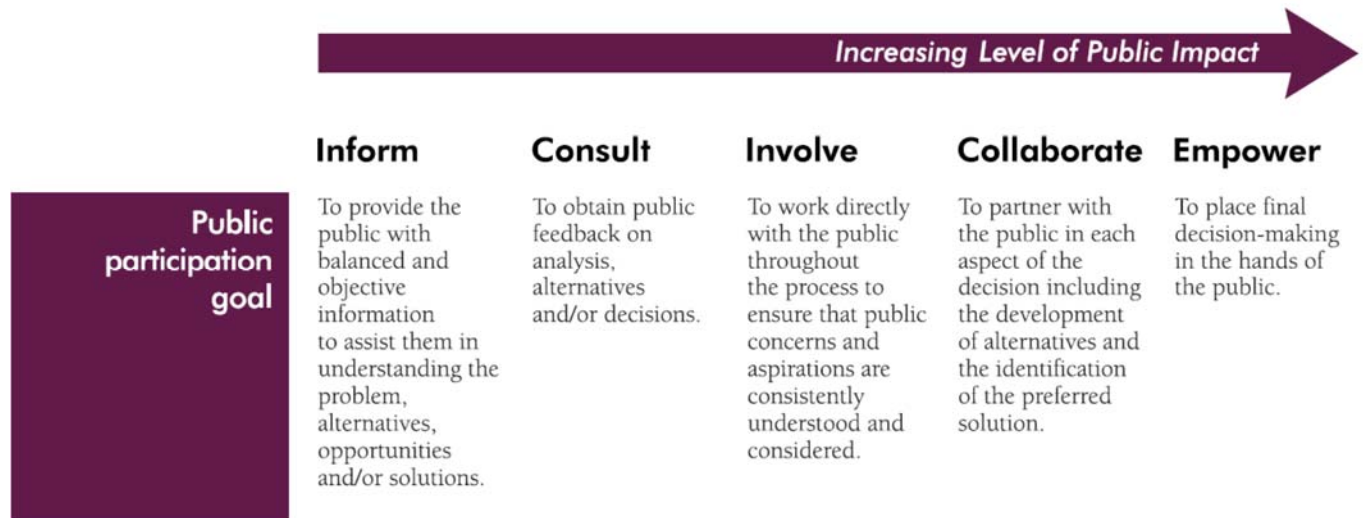 Increasing Level of Public Impact
Inform
Consult
Involve
Collaborate
Empower
Public
participation
goal
To provide the
public with
balanced and
objective
information
to assist them in
understanding the
problem,
alternatives,
opportunities
and/or solutions.
To obtain public
feedback on
analysis,
alternatives
and/or decisions.
To work directly
with the public
throughout
the process to
ensure that public
concerns and
aspirations are
consistently
understood and
considered.
To partner with
the public in each
aspect of the
decision including
the development
of alternatives and
the identification
of the preferred
solution.
To place final
decision-making
in the hands of
the public.